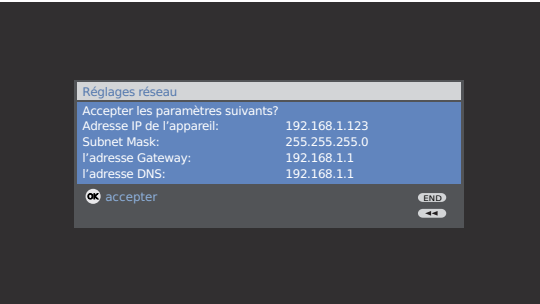 Réglages réseau
Accepter les paramètres suivants?
Adresse IP de l'appareil: 192.168.1.123
Subnet Mask: 255.255.255.0
l'adresse Gateway: 192.168.1.1
l'adresse DNS: 192.168.1.1
OK accepter
END
◄◄